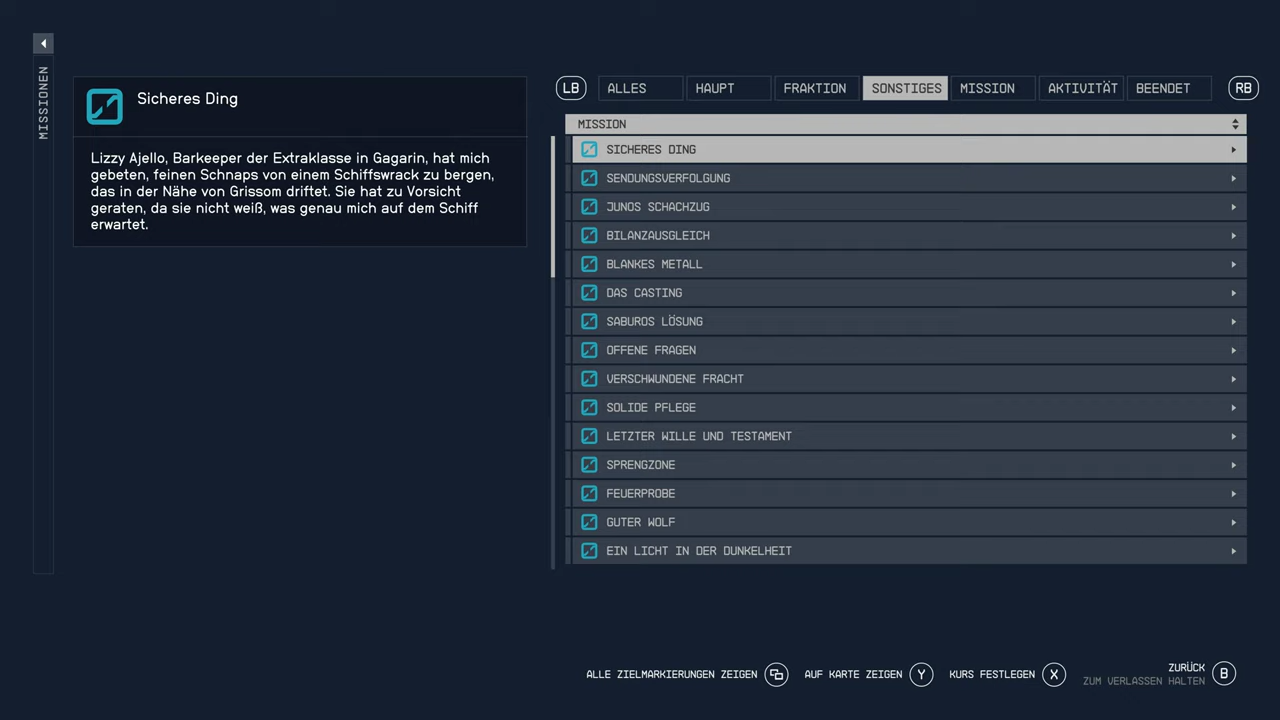 MISSIONEN
Sicheres Ding
Lizzy Ajello, Barkeeper der Extraklasse in Gagarin, hat mich
gebeten, feinen Schnaps von einem Schiffswrack zu bergen,
das in der Nähe von Grissom driftet. Sie hat zu Vorsicht
geraten, da sie nicht weiß, was genau mich auf dem Schiff
erwartet.
LB ALLES HAUPT FRAKTION SONSTIGES MISSION AKTIVITÄT BEENDET RB
MISSION
SICHERES DING
SENDUNGSVERFOLGUNG
JUNOS SCHACHZUG
BILANZAUSGLEICH
BLANKES METALL
DAS CASTING
SABUROS LÖSUNG
OFFENE FRAGEN
VERSCHWUNDENE FRACHT
SOLIDE PFLEGE
LETZTER WILLE UND TESTAMENT
SPRENGZONE
FEUERPROBE
GUTER WOLF
EIN LICHT IN DER DUNKELHEIT
ALLE ZIELMARKIERUNGEN ZEIGEN AUF KARTE ZEIGEN Y KURS FESTLEGEN X ZURÜCK B
ZUM VERLASSEN HALTEN